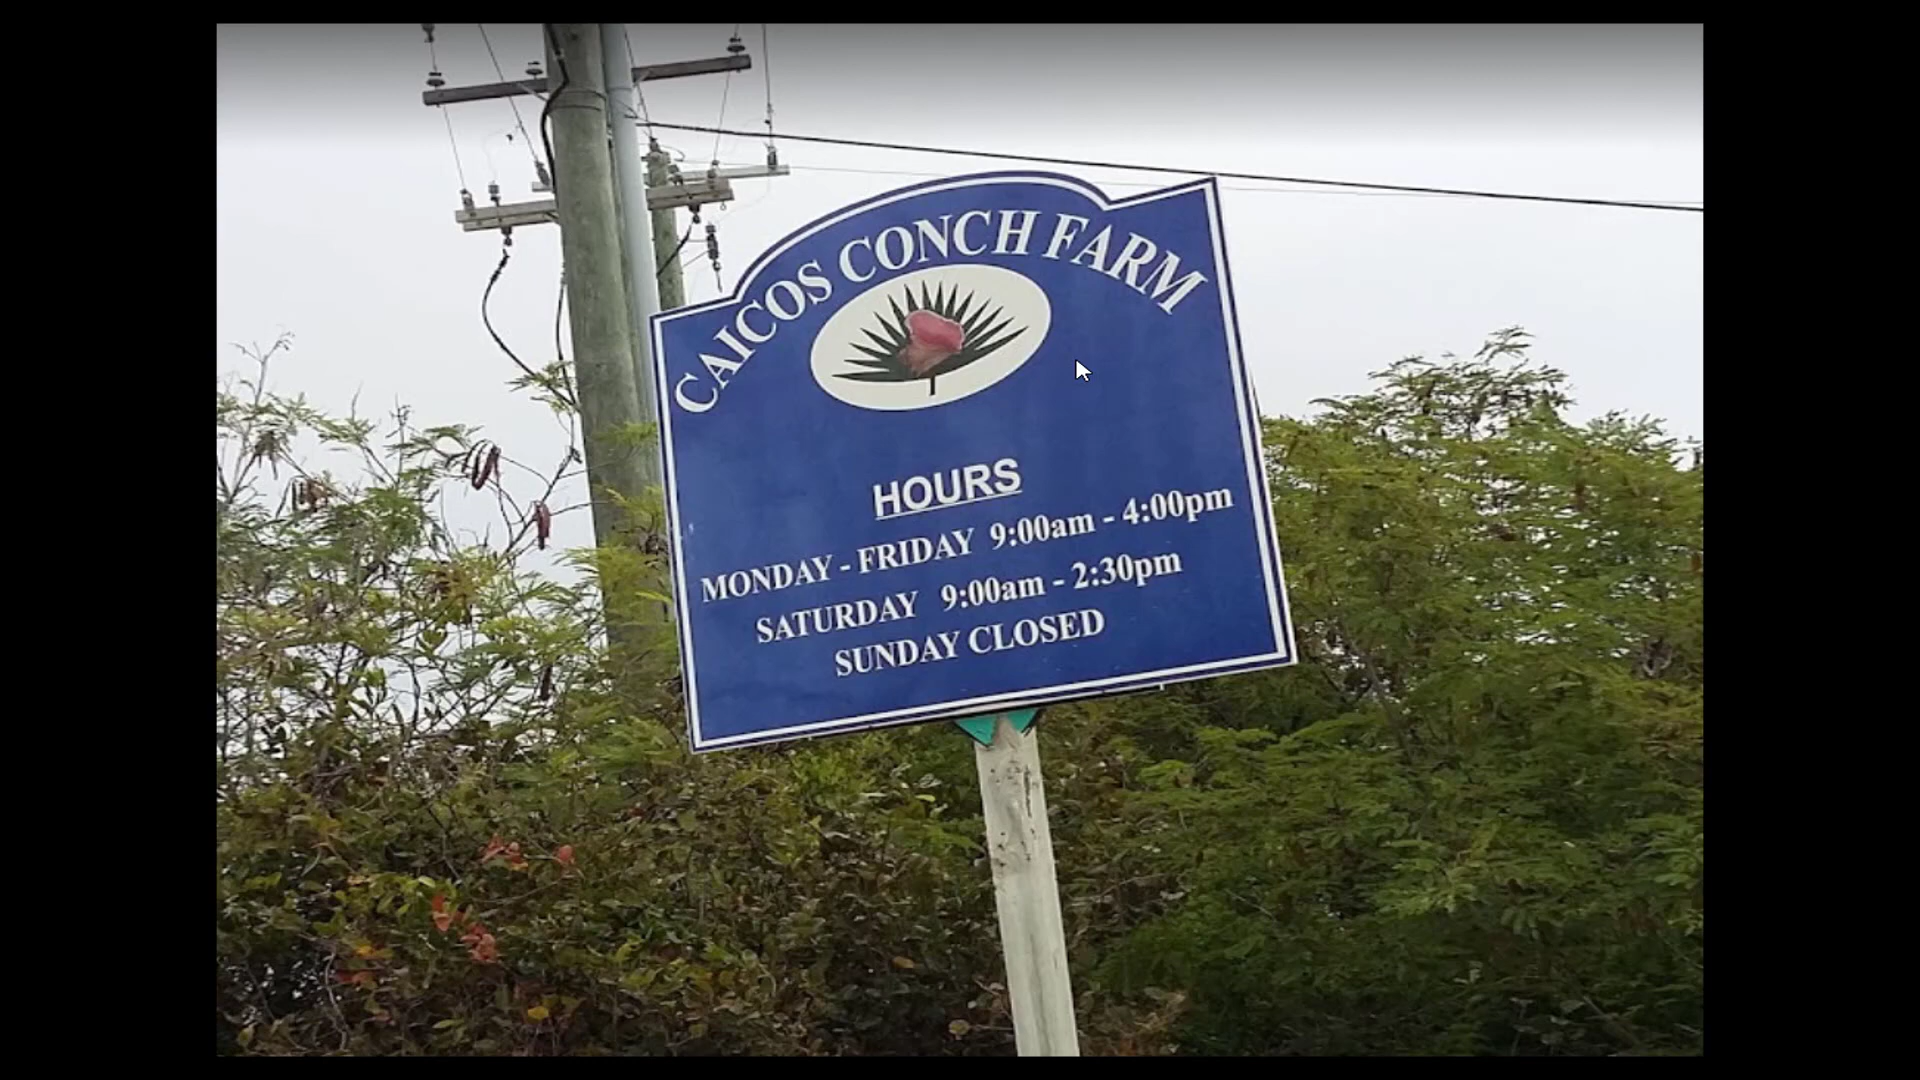 CAICOS CONCH FARM
HOURS
MONDAY - FRIDAY 9:00am - 4:00pm
SATURDAY 9:00am - 2:30pm
SUNDAY CLOSED